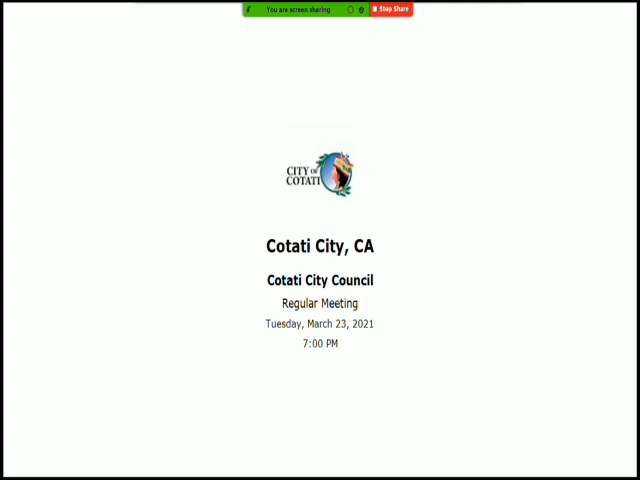 You are screen sharing
Stop Share
CITY OF
COTATI
Cotati City, CA
Cotati City Council
Regular Meeting
Tuesday, March 23, 2021
7:00 PM